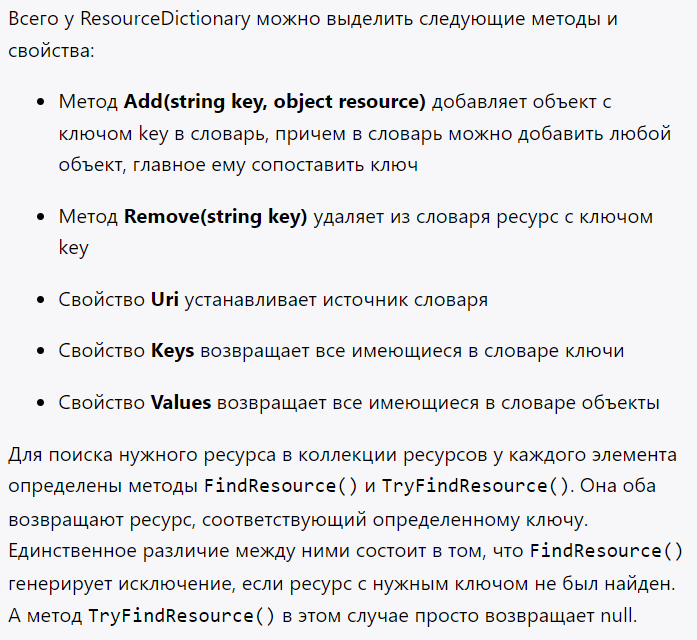 Всего у ResourceDictionary можно выделить следующие методы и
свойства:
• Метод Add(string key, object resource) добавляет объект с
ключом key в словарь, причем в словарь можно добавить любой
объект, главное ему сопоставить ключ
• Метод Remove(string key) удаляет из словаря ресурс с ключом
key
• Свойство Uri устанавливает источник словаря
• Свойство Keys возвращает все имеющиеся в словаре ключи
• Свойство Values возвращает все имеющиеся в словаре объекты
Для поиска нужного ресурса в коллекции ресурсов у каждого элемента
определены методы FindResource() и TryFindResource(). Она оба
возвращают ресурс, соответствующий определенному ключу.
Единственное различие между ними состоит в том, что FindResource()
генерирует исключение, если ресурс с нужным ключом не был найден.
А метод TryFindResource() в этом случае просто возвращает null.